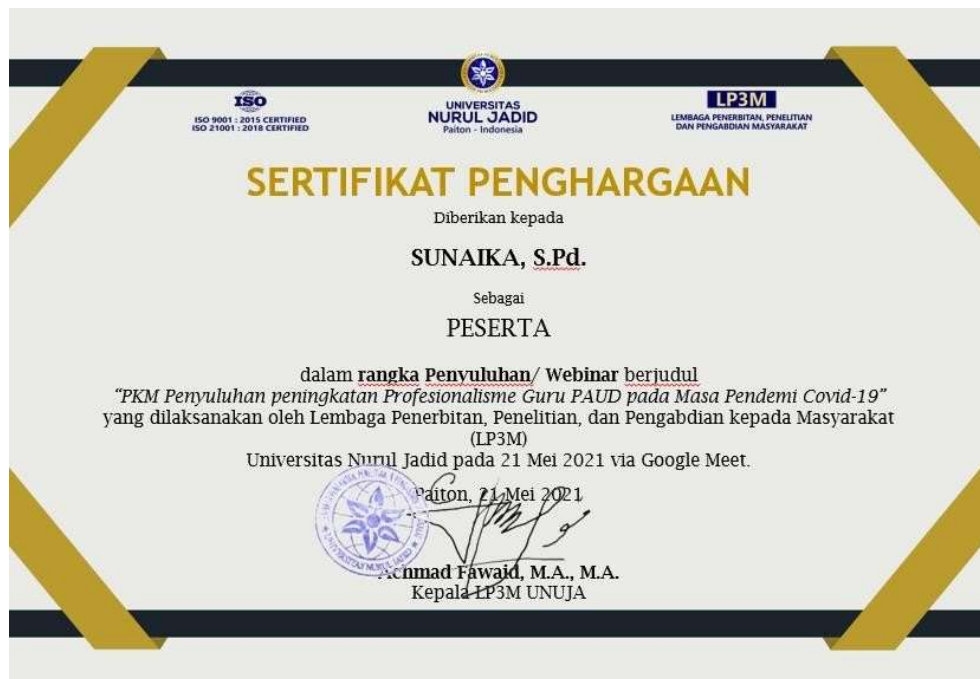 ISO
ISO 9001 : 2015 CERTIFIED
ISO 21001 : 2018 CERTIFIED
UNIVERSITAS
NURUL JADID
Paiton - Indonesia
LP3M
LEMBAGA PENERBITAN, PENELITIAN
DAN PENGABDIAN MASYARAKAT
SERTIFIKAT PENGHARGAAN
Diberikan kepada
SUNAIKA, S.Pd.
Sebagai
PESERTA
dalam rangka Penyuluhan/ Webinar berjudul
“PKM Penyuluhan peningkatan Profesionalisme Guru PAUD pada Masa Pendemi Covid-19”
yang dilaksanakan oleh Lembaga Penerbitan, Penelitian, dan Pengabdian kepada Masyarakat
(LP3M)
Universitas Nurul Jadid pada 21 Mei 2021 via Google Meet.
Paiton, 21 Mei 2021
UNIVERSITAS NURUL JADID
Achmad Fawaid, M.A., M.A.
Kepala LP3M UNUJA